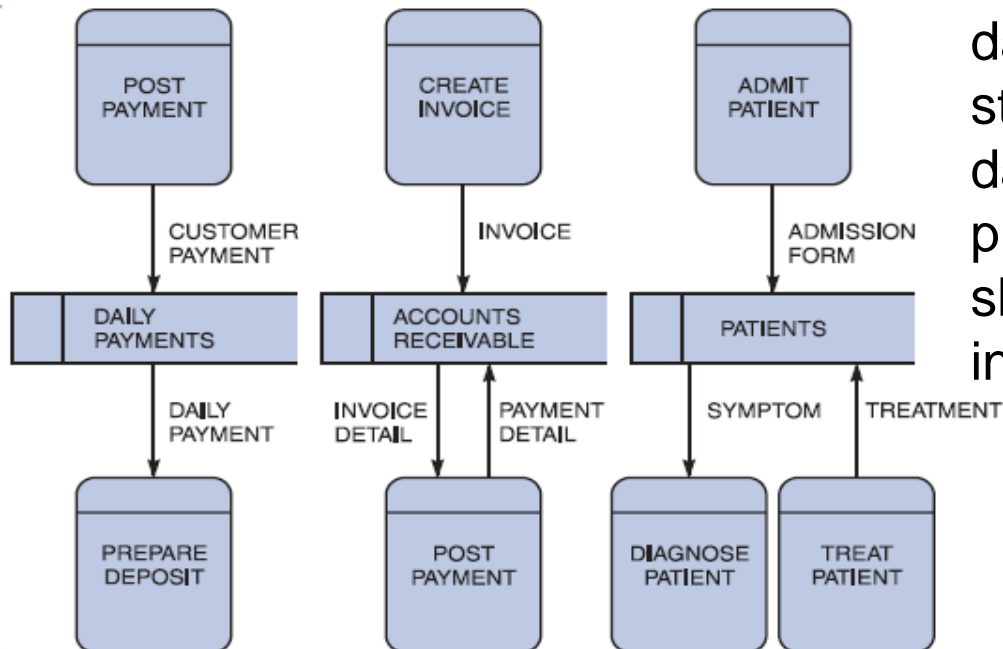 POST
PAYMENT
CREATE
INVOICE
ADMIT
PATIENT
CUSTOMER
PAYMENT
INVOICE
ADMISSION
FORM
DAILY
PAYMENTS
ACCOUNTS
RECEIVABLE
PATIENTS
DAILY
PAYMENT
INVOICE
DETAIL
PAYMENT
DETAIL
SYMPTOM
TREATMENT
PREPARE
DEPOSIT
POST
PAYMENT
DIAGNOSE
PATIENT
TREAT
PATIENT